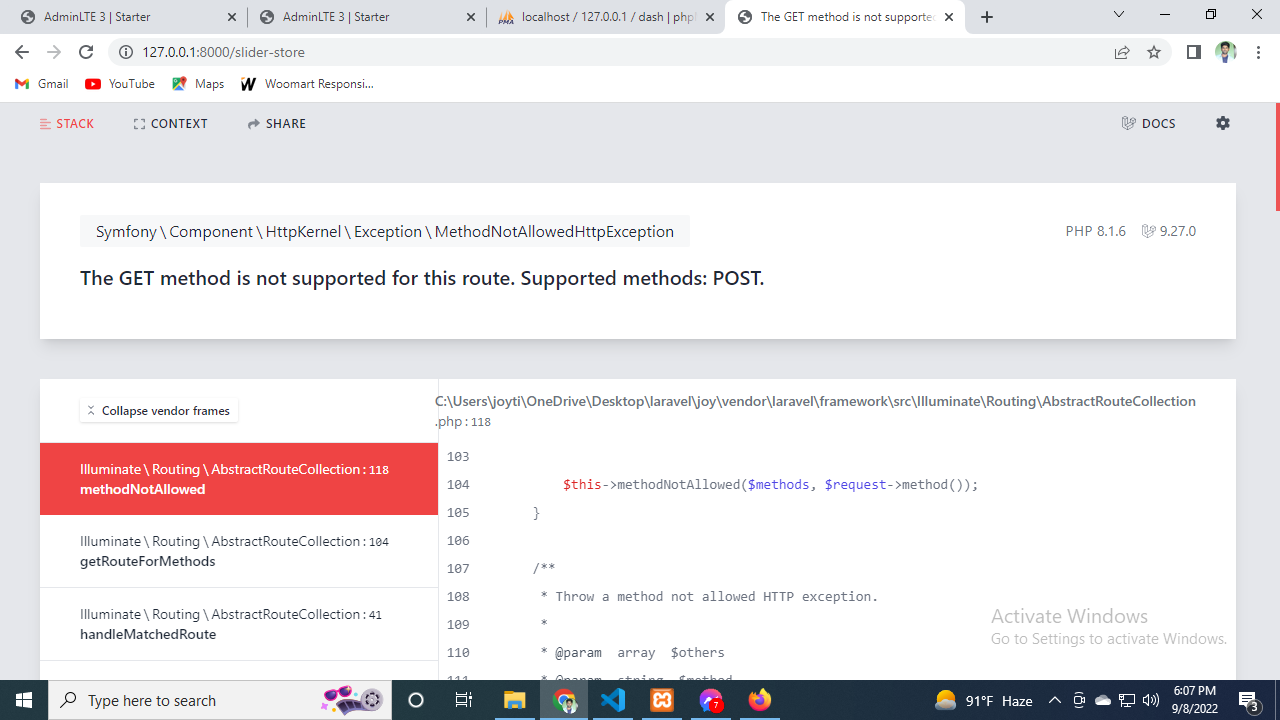 AdminLTE 3 | Starter
AdminLTE 3 | Starter
localhost / 127.0.0.1 / dash | php
The GET method is not supporte
127.0.0.1:8000/slider-store
Gmail
YouTube
Maps
Woomart Responsi...
STACK
CONTEXT
SHARE
DOCS
Symfony \ Component \ HttpKernel \ Exception \ MethodNotAllowedHttpException
PHP 8.1.6
9.27.0
The GET method is not supported for this route. Supported methods: POST.
Collapse vendor frames
Illuminate \ Routing \ AbstractRouteCollection : 118
methodNotAllowed
Illuminate \ Routing \ AbstractRouteCollection : 104
getRouteForMethods
Illuminate \ Routing \ AbstractRouteCollection : 41
handleMatchedRoute
C:\Users\joyti\OneDrive\Desktop\laravel\joy\vendor\laravel\framework\src\Illuminate\Routing\AbstractRouteCollection
.php : 118
103
104 $this->methodNotAllowed($methods, $request->method());
105 }
106
107 /**
108 * Throw a method not allowed HTTP exception.
109 *
110 * @param array $others
111 * @param string $method
Activate Windows
Go to Settings to activate Windows.
Type here to search
7
91°F Haze
6:07 PM
9/8/2022
3